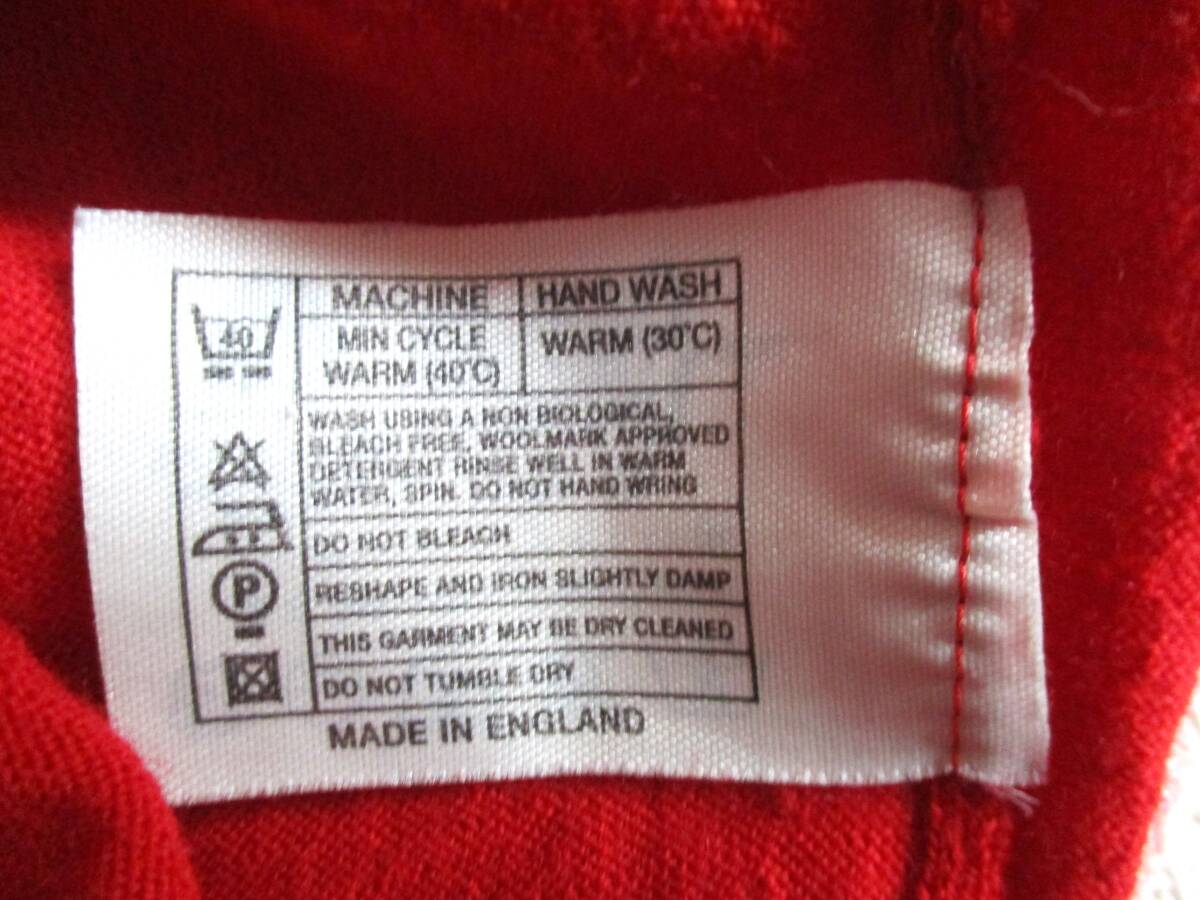 40
MACHINE HAND WASH
MIN CYCLE
WARM (40°C)
WARM (30°C)
WASH USING A NON BIOLOGICAL,
BLEACH FREE, WOOLMARK APPROVED
DETERGENT RINSE WELL IN WARM
WATER, SPIN. DO NOT HAND WRING
DO NOT BLEACH
RESHAPE AND IRON SLIGHTLY DAMP
P
THIS GARMENT MAY BE DRY CLEANED
DO NOT TUMBLE DRY
MADE IN ENGLAND